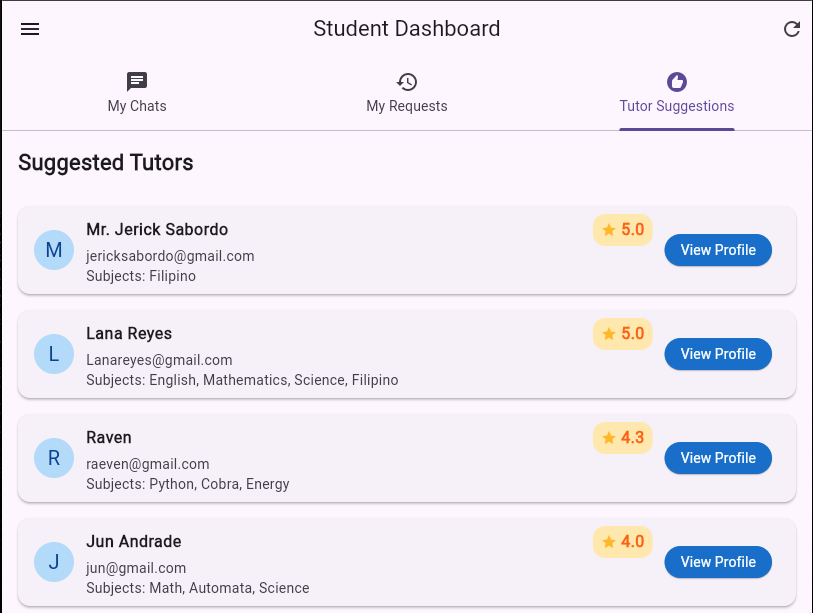 Student Dashboard
My Chats
My Requests
Tutor Suggestions
Suggested Tutors
M
Mr. Jerick Sabordo
jericksabordo@gmail.com
Subjects: Filipino
5.0
View Profile
L
Lana Reyes
Lanareyes@gmail.com
Subjects: English, Mathematics, Science, Filipino
5.0
View Profile
R
Raven
raeven@gmail.com
Subjects: Python, Cobra, Energy
4.3
View Profile
J
Jun Andrade
jun@gmail.com
Subjects: Math, Automata, Science
4.0
View Profile